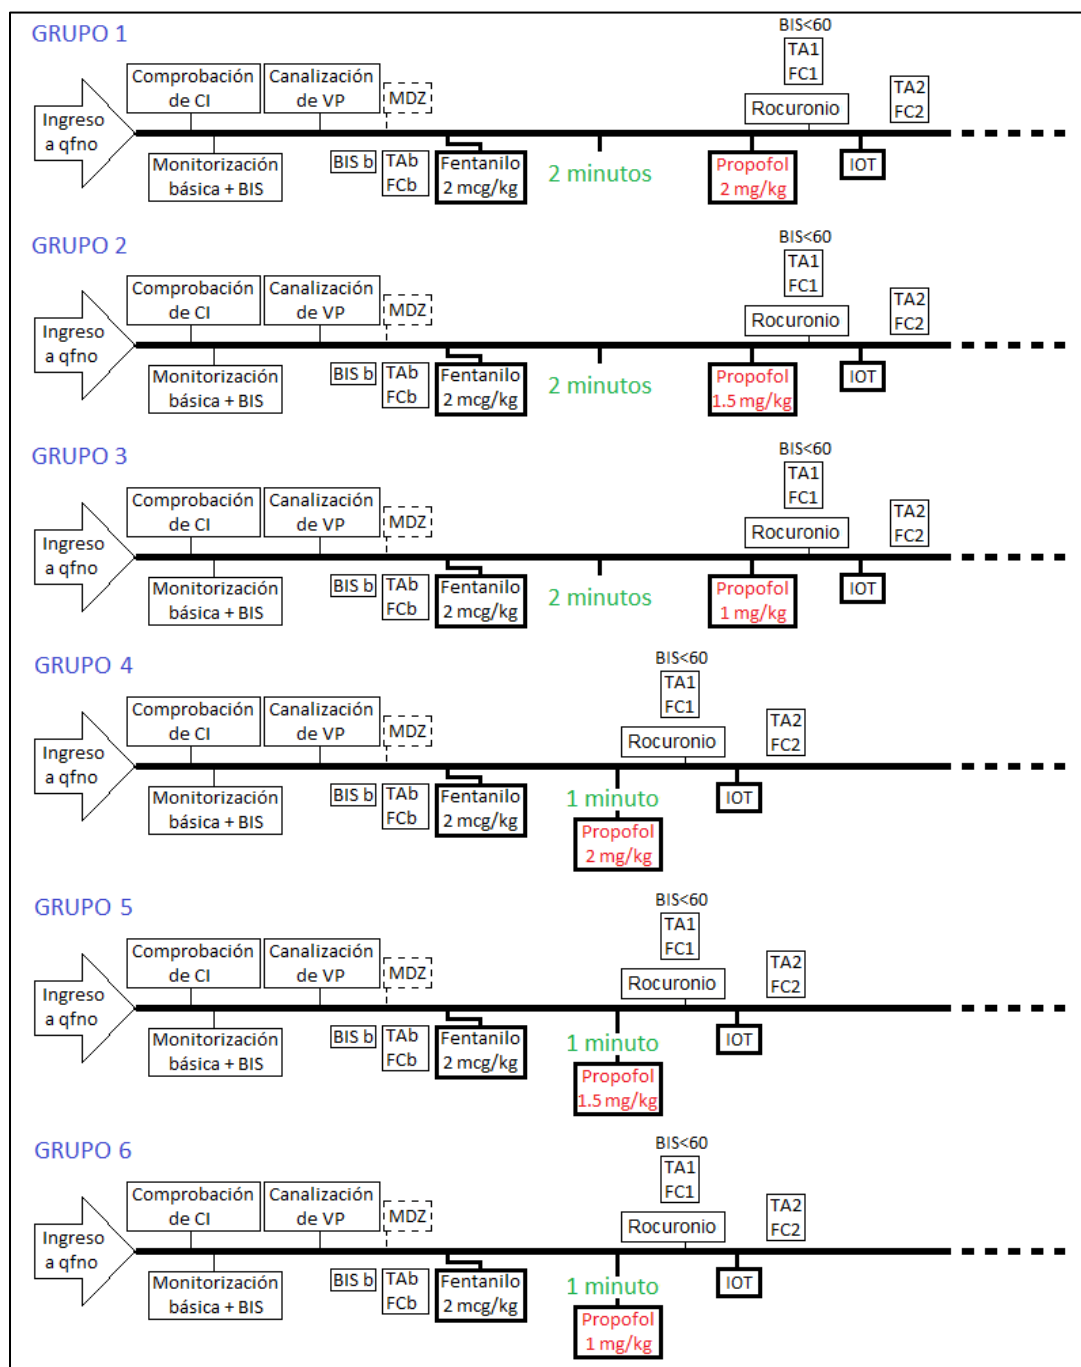 GRUPO 1
BIS<60
TA1
FC1
Comprobación
de CI
Canalización
de VP
MDZ
Rocuronio
TA2
FC2
Ingreso
a qfno
Monitorización
básica + BIS
BIS b
TAb
FCb
Fentanilo
2 mcg/kg
2 minutos
Propofol
2 mg/kg
IOT
GRUPO 2
BIS<60
TA1
FC1
Comprobación
de CI
Canalización
de VP
MDZ
Rocuronio
TA2
FC2
Ingreso
a qfno
Monitorización
básica + BIS
BIS b
TAb
FCb
Fentanilo
2 mcg/kg
2 minutos
Propofol
1.5 mg/kg
IOT
GRUPO 3
BIS<60
TA1
FC1
Comprobación
de CI
Canalización
de VP
MDZ
Rocuronio
TA2
FC2
Ingreso
a qfno
Monitorización
básica + BIS
BIS b
TAb
FCb
Fentanilo
2 mcg/kg
2 minutos
Propofol
1 mg/kg
IOT
GRUPO 4
BIS<60
TA1
FC1
Comprobación
de CI
Canalización
de VP
MDZ
Rocuronio
TA2
FC2
Ingreso
a qfno
Monitorización
básica + BIS
BIS b
TAb
FCb
Fentanilo
2 mcg/kg
1 minuto
Propofol
2 mg/kg
IOT
GRUPO 5
BIS<60
TA1
FC1
Comprobación
de CI
Canalización
de VP
MDZ
Rocuronio
TA2
FC2
Ingreso
a qfno
Monitorización
básica + BIS
BIS b
TAb
FCb
Fentanilo
2 mcg/kg
1 minuto
Propofol
1.5 mg/kg
IOT
GRUPO 6
BIS<60
TA1
FC1
Comprobación
de CI
Canalización
de VP
MDZ
Rocuronio
TA2
FC2
Ingreso
a qfno
Monitorización
básica + BIS
BIS b
TAb
FCb
Fentanilo
2 mcg/kg
1 minuto
Propofol
1 mg/kg
IOT